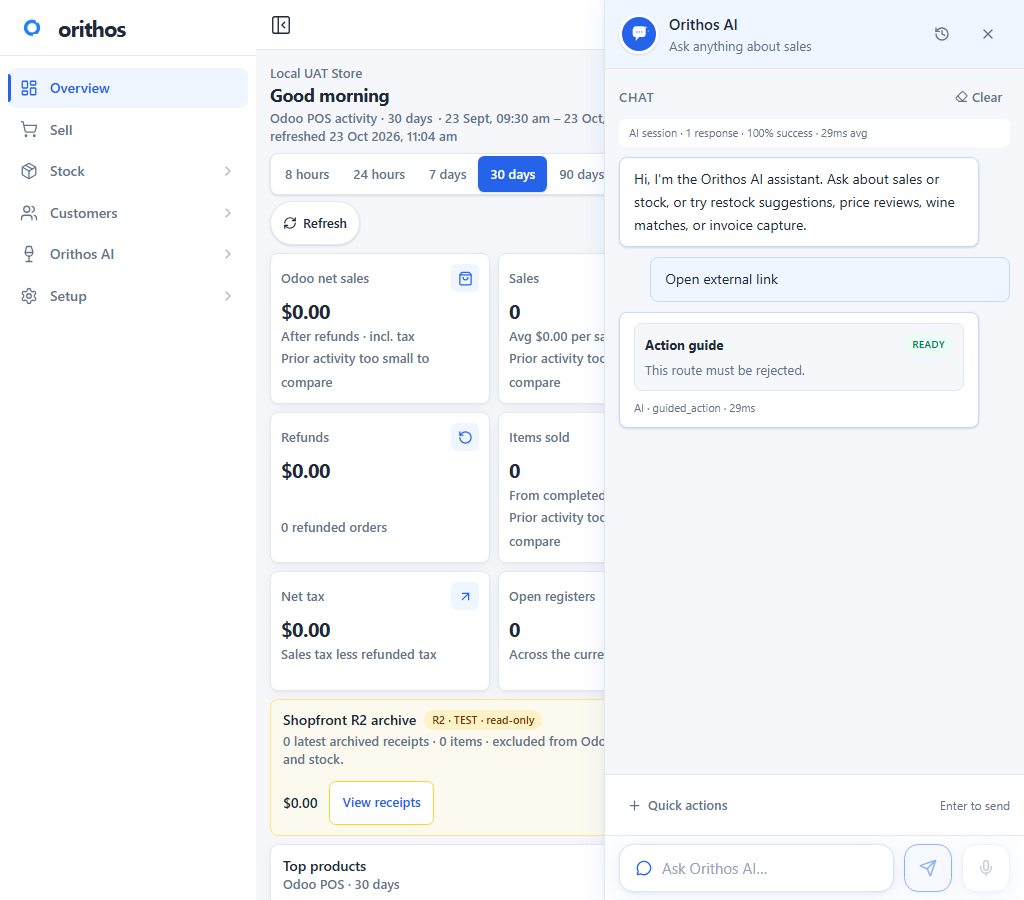 orithos
Overview
Sell
Stock
Customers
Orithos AI
Setup
Local UAT Store
Good morning
Odoo POS activity · 30 days · 23 Sept, 09:30 am – 23 Oct,
refreshed 23 Oct 2026, 11:04 am
8 hours
24 hours
7 days
30 days
90 days
Refresh
Odoo net sales
$0.00
After refunds · incl. tax
Prior activity too small to
compare
Sales
0
Avg $0.00 per sa
Prior activity too
compare
Refunds
$0.00
0 refunded orders
Items sold
0
From completed
Prior activity too
compare
Net tax
$0.00
Sales tax less refunded tax
Open registers
0
Across the curre
Shopfront R2 archive
R2 · TEST · read-only
0 latest archived receipts · 0 items · excluded from Odo
and stock.
$0.00
View receipts
Top products
Odoo POS · 30 days
Orithos AI
Ask anything about sales
CHAT
Clear
AI session · 1 response · 100% success · 29ms avg
Hi, I'm the Orithos AI assistant. Ask about sales or
stock, or try restock suggestions, price reviews, wine
matches, or invoice capture.
Open external link
Action guide
READY
This route must be rejected.
AI · guided_action · 29ms
Quick actions
Enter to send
Ask Orithos AI...